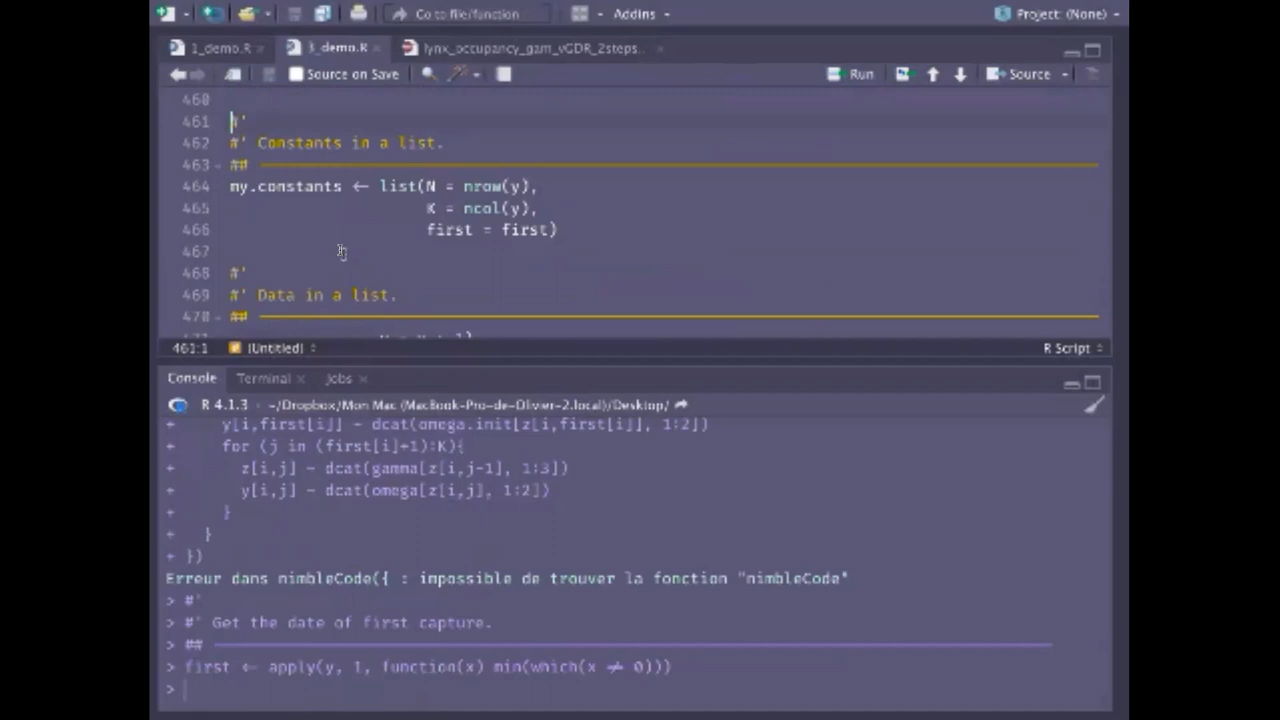 Go to file/function
Addins
Project: (None)
1_demo.R
3_demo.R
lynx_occupancy_gam_vGDR_2steps...
Source on Save
Run
Source
460
461 #'
462 #' Constants in a list.
463 ##
464 my.constants <- list(N = nrow(y),
465 K = ncol(y),
466 first = first)
467
468 #'
469 #' Data in a list.
470 ##
461:1
(Untitled)
R Script
Console
Terminal
Jobs
R 4.1.3 · ~/Dropbox/Mon Mac (MacBook-Pro-de-Olivier-2.local)/Desktop/
+ y[i,first[i]] ~ dcat(omega.init[z[i,first[i]], 1:2])
+ for (j in (first[i]+1):K){
+ z[i,j] ~ dcat(gamma[z[i,j-1], 1:3])
+ y[i,j] ~ dcat(omega[z[i,j], 1:2])
+ }
+ }
+ })
Erreur dans nimbleCode({ : impossible de trouver la fonction "nimbleCode"
> #'
> #' Get the date of first capture.
> ##
> first <- apply(y, 1, function(x) min(which(x != 0)))
>